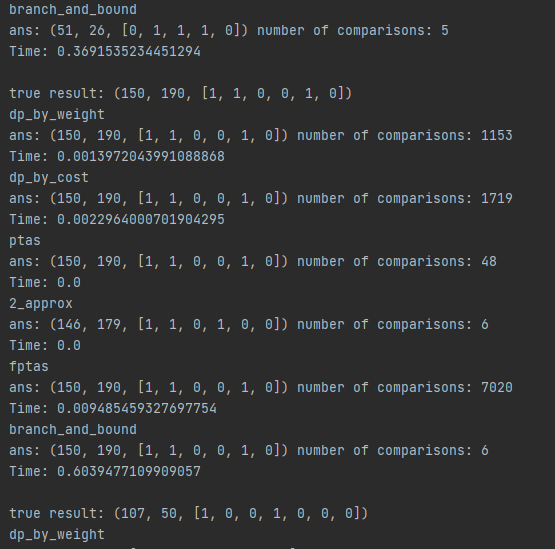 branch_and_bound
ans: (51, 26, [0, 1, 1, 1, 0]) number of comparisons: 5
Time: 0.3691535234451294
true result: (150, 190, [1, 1, 0, 0, 1, 0])
dp_by_weight
ans: (150, 190, [1, 1, 0, 0, 1, 0]) number of comparisons: 1153
Time: 0.0013972043991088868
dp_by_cost
ans: (150, 190, [1, 1, 0, 0, 1, 0]) number of comparisons: 1719
Time: 0.0022964000701904295
ptas
ans: (150, 190, [1, 1, 0, 0, 1, 0]) number of comparisons: 48
Time: 0.0
2_approx
ans: (146, 179, [1, 1, 0, 1, 0, 0]) number of comparisons: 6
Time: 0.0
fptas
ans: (150, 190, [1, 1, 0, 0, 1, 0]) number of comparisons: 7020
Time: 0.009485459327697754
branch_and_bound
ans: (150, 190, [1, 1, 0, 0, 1, 0]) number of comparisons: 6
Time: 0.6039477109909057
true result: (107, 50, [1, 0, 0, 1, 0, 0, 0])
dp_by_weight